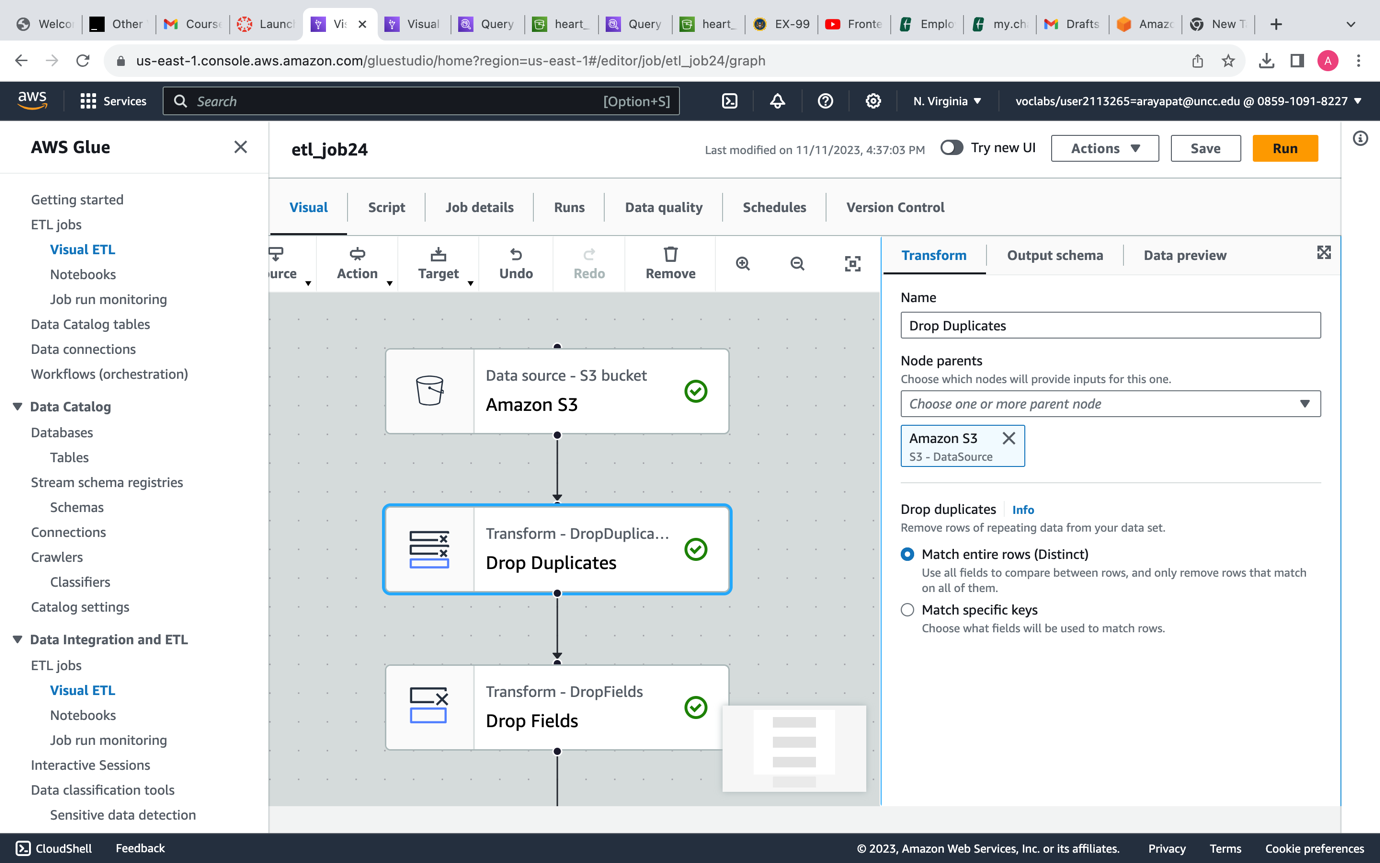 Welco
Other
Course
Launc
Vis
Visual
Query
heart_
Query
heart_
EX-99
Fronte
Emplo
my.ch
Drafts
Amaz
New T
us-east-1.console.aws.amazon.com/gluestudio/home?region=us-east-1#/editor/job/etl_job24/graph
A
aws
Services
Search
[Option+S]
N. Virginia
voclabs/user2113265=arayapat@uncc.edu @ 0859-1091-8227
AWS Glue
Getting started
ETL jobs
Visual ETL
Notebooks
Job run monitoring
Data Catalog tables
Data connections
Workflows (orchestration)
Data Catalog
Databases
Tables
Stream schema registries
Schemas
Connections
Crawlers
Classifiers
Catalog settings
Data Integration and ETL
ETL jobs
Visual ETL
Notebooks
Job run monitoring
Interactive Sessions
Data classification tools
Sensitive data detection
etl_job24
Last modified on 11/11/2023, 4:37:03 PM
Try new UI
Actions
Save
Run
Visual
Script
Job details
Runs
Data quality
Schedules
Version Control
urce
Action
Target
Undo
Redo
Remove
Data source - S3 bucket
Amazon S3
Transform - DropDuplica...
Drop Duplicates
Transform - DropFields
Drop Fields
Transform
Output schema
Data preview
Name
Drop Duplicates
Node parents
Choose which nodes will provide inputs for this one.
Choose one or more parent node
Amazon S3
S3 - DataSource
Drop duplicates
Info
Remove rows of repeating data from your data set.
Match entire rows (Distinct)
Use all fields to compare between rows, and only remove rows that match
on all of them.
Match specific keys
Choose what fields will be used to match rows.
CloudShell
Feedback
© 2023, Amazon Web Services, Inc. or its affiliates.
Privacy
Terms
Cookie preferences